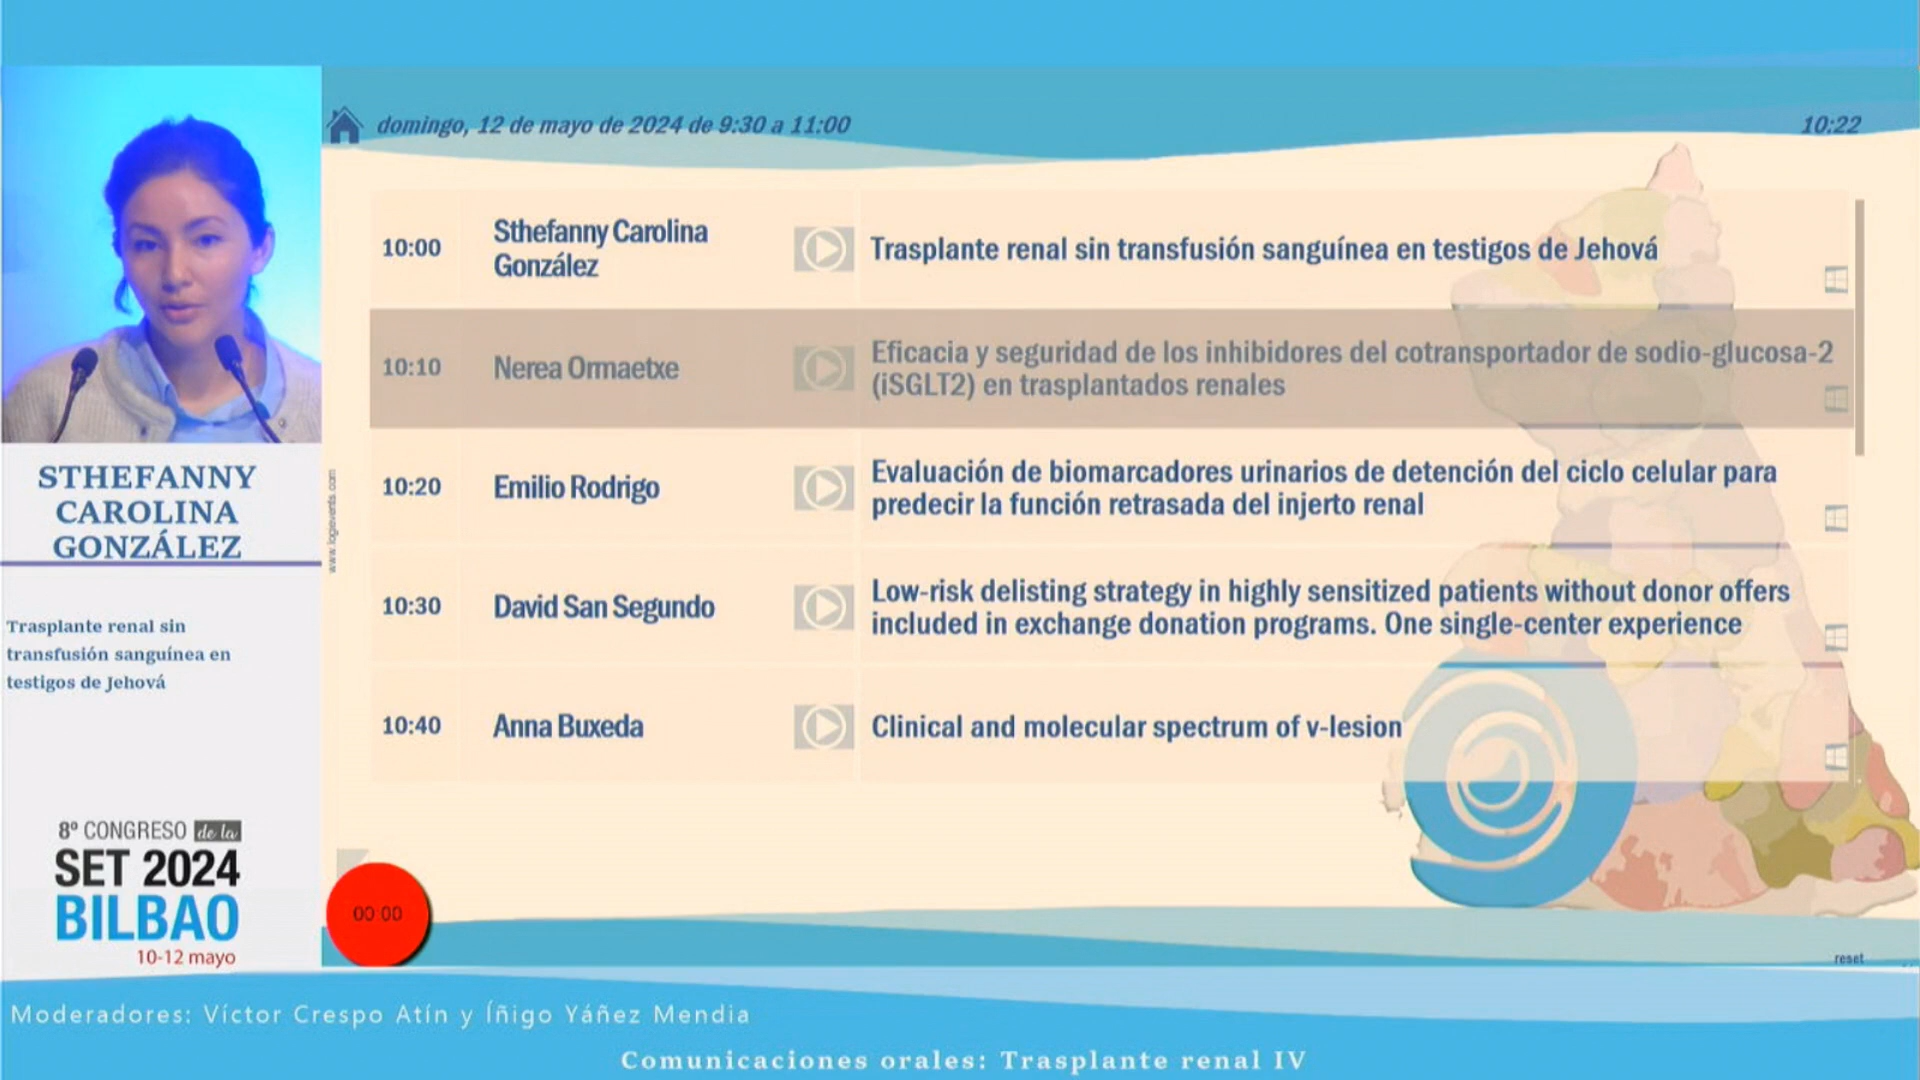 domingo, 12 de mayo de 2024 de 9:30 a 11:00
10:22
10:00
Sthefanny Carolina
González
Trasplante renal sin transfusión sanguínea en testigos de Jehová
10:10
Nerea Ormaetxe
Eficacia y seguridad de los inhibidores del cotransportador de sodio-glucosa-2
(iSGLT2) en trasplantados renales
10:20
Emilio Rodrigo
Evaluación de biomarcadores urinarios de detención del ciclo celular para
predecir la función retrasada del injerto renal
10:30
David San Segundo
Low-risk delisting strategy in highly sensitized patients without donor offers
included in exchange donation programs. One single-center experience
10:40
Anna Buxeda
Clinical and molecular spectrum of v-lesion
www.logievents.com
00:00
reset
STHEFANNY
CAROLINA
GONZÁLEZ
Trasplante renal sin
transfusión sanguínea en
testigos de Jehová
8º CONGRESO de la
SET 2024
BILBAO
10-12 mayo
Moderadores: Víctor Crespo Atín y Íñigo Yáñez Mendia
Comunicaciones orales: Trasplante renal IV